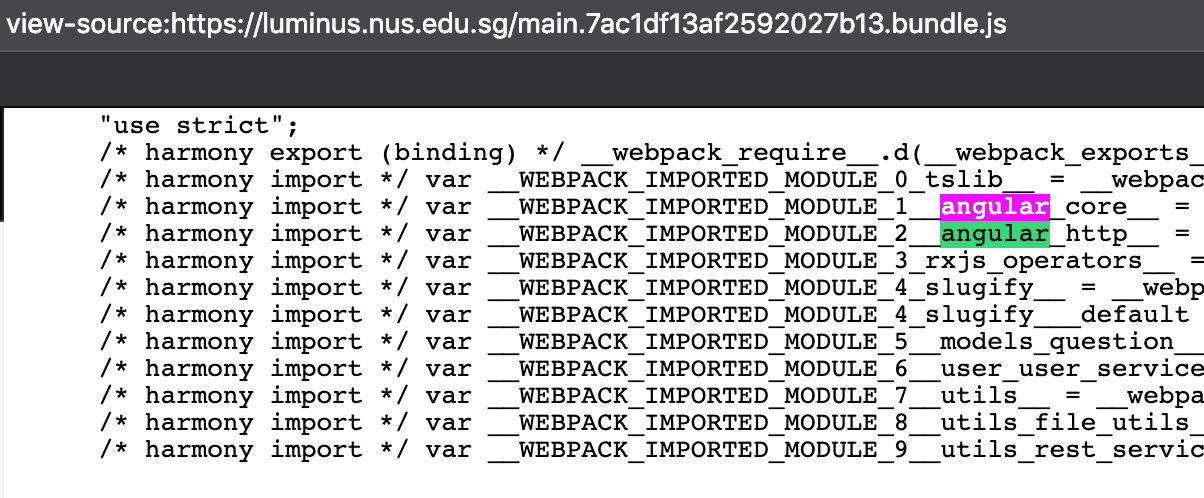 view-source:https://luminus.nus.edu.sg/main.7ac1df13af2592027b13.bundle.js
"use strict";
/* harmony export (binding) */ __webpack_require__.d(__webpack_exports_
/* harmony import */ var __WEBPACK_IMPORTED_MODULE_0_tslib__ = __webpac
/* harmony import */ var __WEBPACK_IMPORTED_MODULE_1__angular_core__ =
/* harmony import */ var __WEBPACK_IMPORTED_MODULE_2__angular_http__ =
/* harmony import */ var __WEBPACK_IMPORTED_MODULE_3_rxjs_operators__ =
/* harmony import */ var __WEBPACK_IMPORTED_MODULE_4_slugify__ = __webp
/* harmony import */ var __WEBPACK_IMPORTED_MODULE_4_slugify___default
/* harmony import */ var __WEBPACK_IMPORTED_MODULE_5__models_question__
/* harmony import */ var __WEBPACK_IMPORTED_MODULE_6__user_user_service
/* harmony import */ var __WEBPACK_IMPORTED_MODULE_7__utils__ = __webpa
/* harmony import */ var __WEBPACK_IMPORTED_MODULE_8__utils_file_utils_
/* harmony import */ var __WEBPACK_IMPORTED_MODULE_9__utils_rest_servic